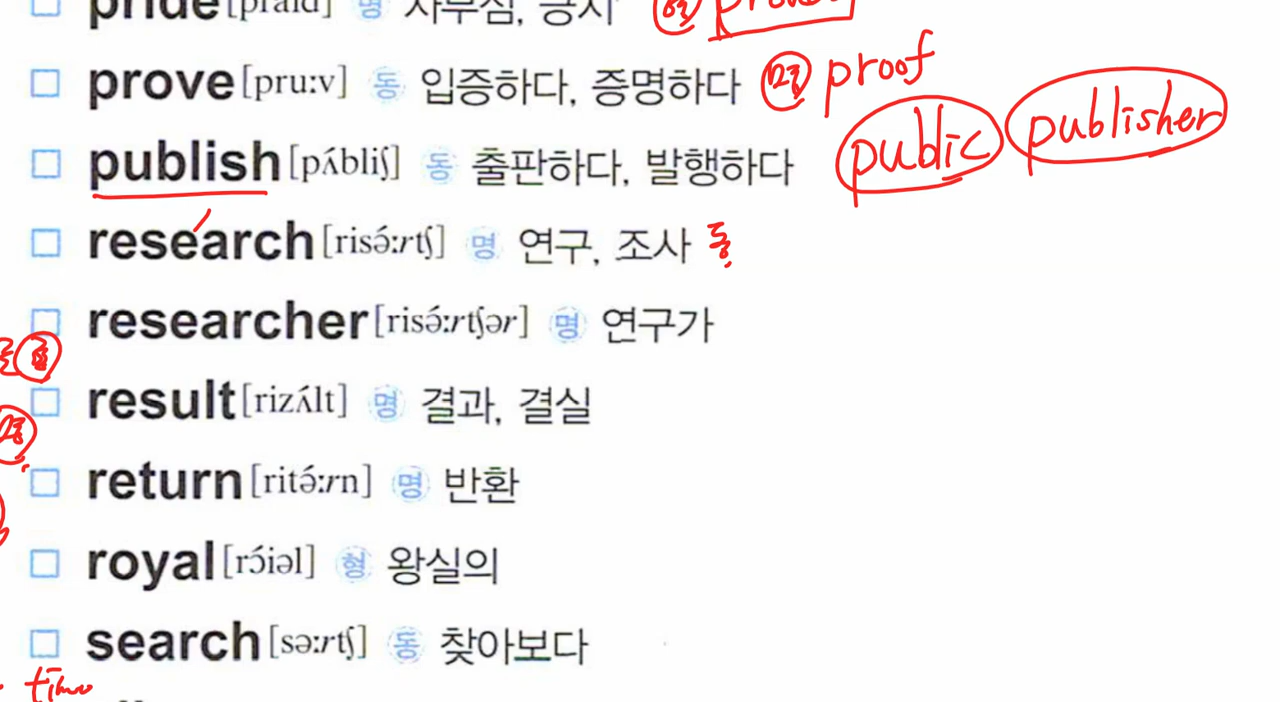 pride [praid] 명 자부심, 긍지 형 proud
prove [pru:v] 동 입증하다, 증명하다 명 proof
publish [pʌ́bliʃ] 동 출판하다, 발행하다 public publisher
research [risə́:rtʃ] 명 연구, 조사 동
researcher [risə́:rtʃər] 명 연구가
result [rizʌ́lt] 명 결과, 결실
return [ritə́:rn] 명 반환
royal [rɔ́iəl] 형 왕실의
search [sə:rtʃ] 동 찾아보다
time